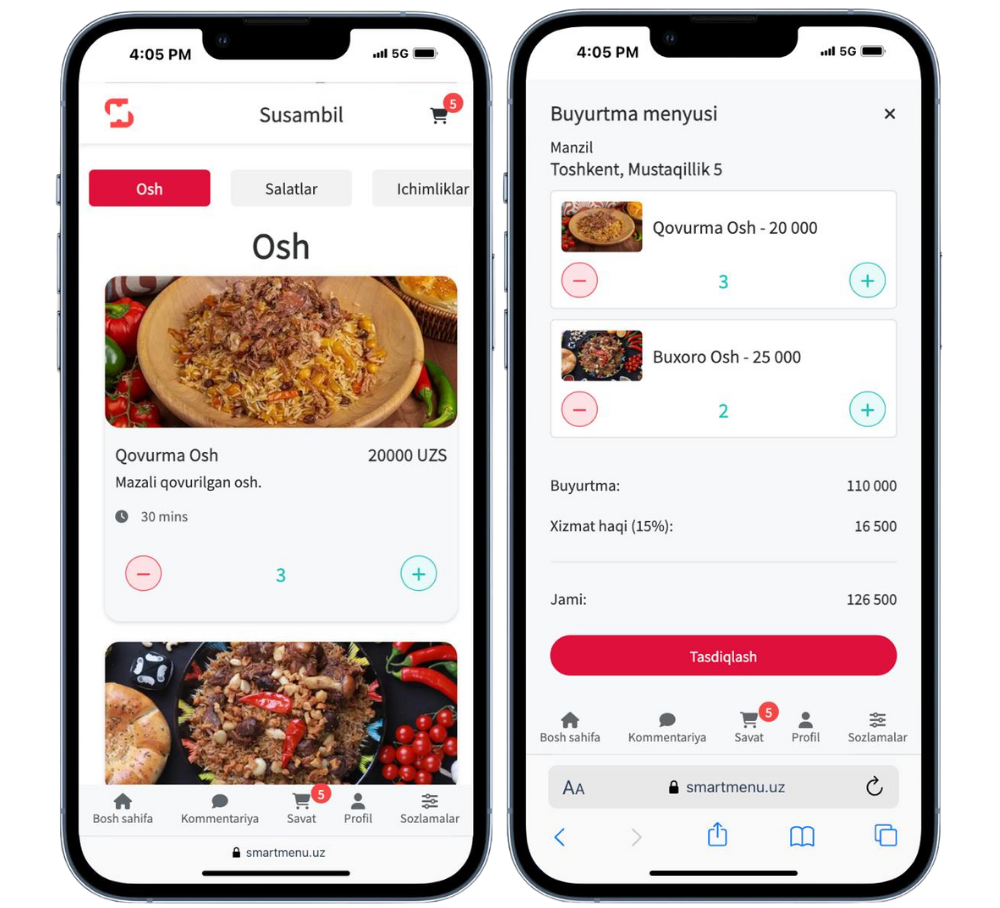 4:05 PM
5G
Susambil
5
Osh
Salatlar
Ichimliklar
Osh
Qovurma Osh
20000 UZS
Mazali qovurilgan osh.
30 mins
3
5
Bosh sahifa
Kommentariya
Savat
Profil
Sozlamalar
smartmenu.uz
4:05 PM
5G
Buyurtma menyusi
Manzil
Toshkent, Mustaqillik 5
Qovurma Osh - 20 000
3
Buxoro Osh - 25 000
2
Buyurtma:
110 000
Xizmat haqi (15%):
16 500
Jami:
126 500
Tasdiqlash
5
Bosh sahifa
Kommentariya
Savat
Profil
Sozlamalar
AA
smartmenu.uz